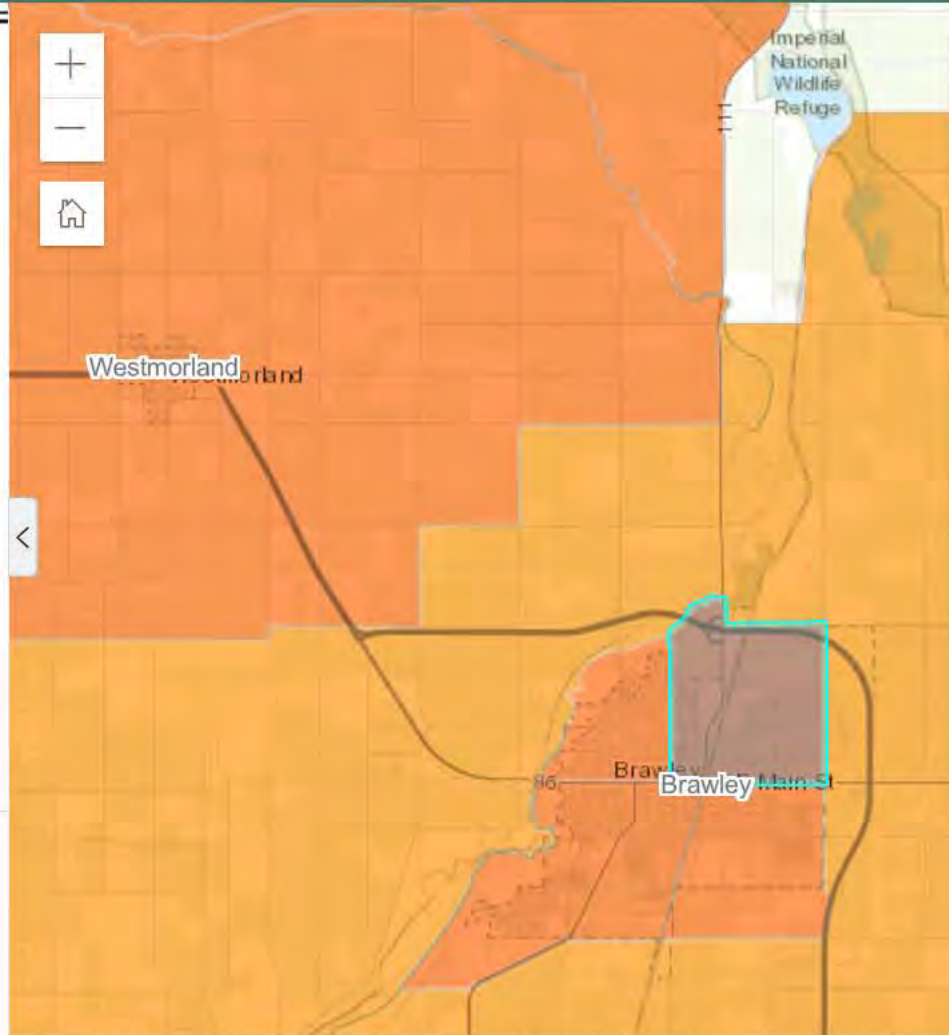 Imperial
National
Wildlife
Refuge
Westmorland
Westmorland
86
Brawley
Brawley
E Main St